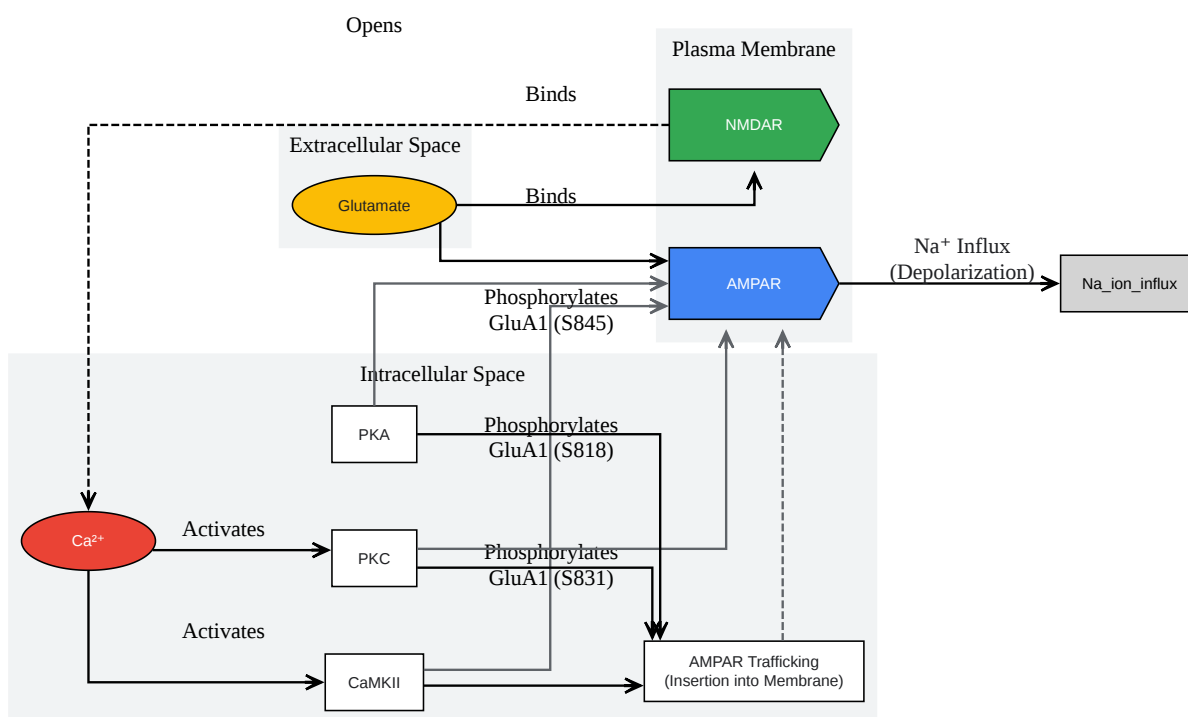 Opens
Plasma Membrane
Binds
NMDAR
Extracellular Space
Glutamate
Binds
Na⁺ Influx
(Depolarization)
AMPAR
Na_ion_influx
Phosphorylates
GluA1 (S845)
Intracellular Space
PKA
Phosphorylates
GluA1 (S818)
Ca²⁺
Activates
PKC
Phosphorylates
GluA1 (S831)
Activates
CaMKII
AMPAR Trafficking
(Insertion into Membrane)